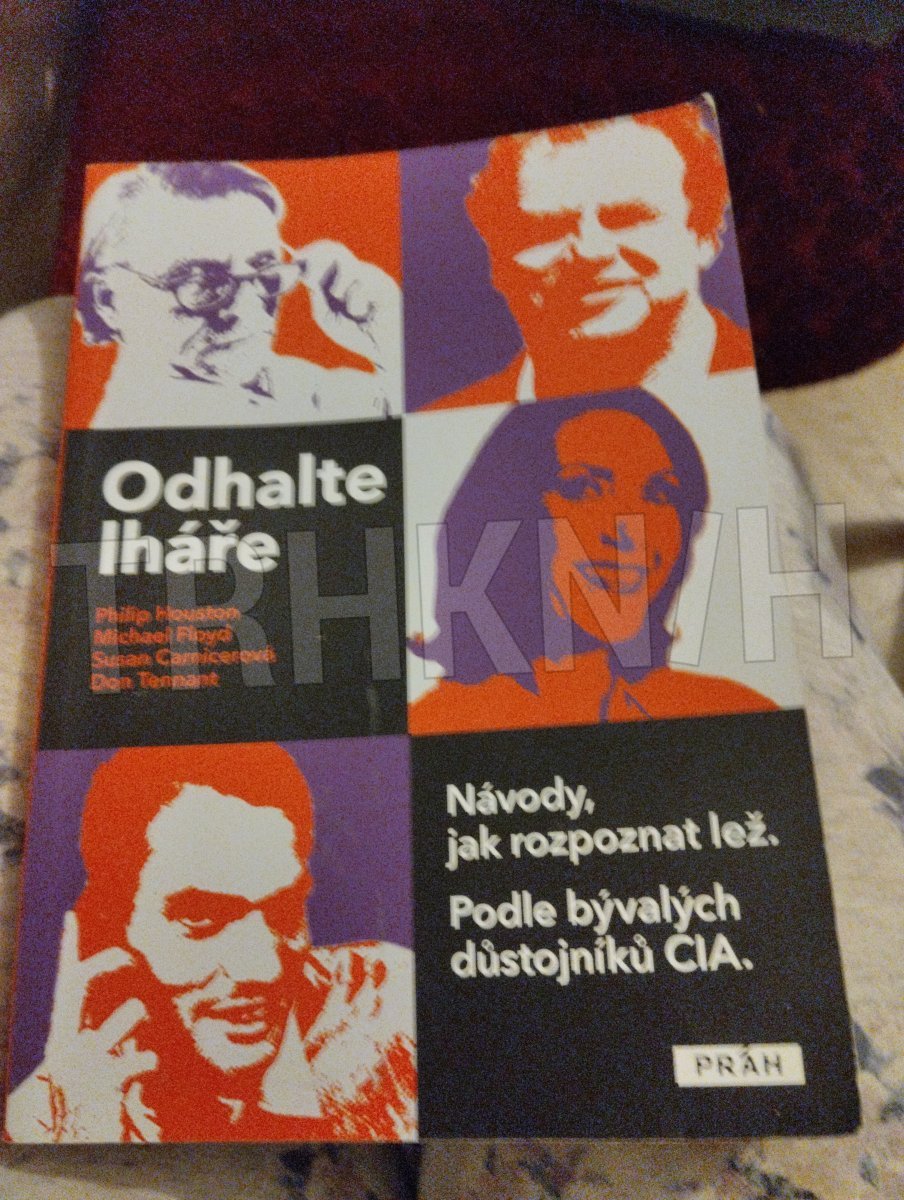 Odhalte
lháře
Philip Houston
Michael Floyd
Susan Carnicerová
Don Tennant
TRHKNIH
Návody,
jak rozpoznat lež.
Podle bývalých
důstojníků CIA.
PRÁH